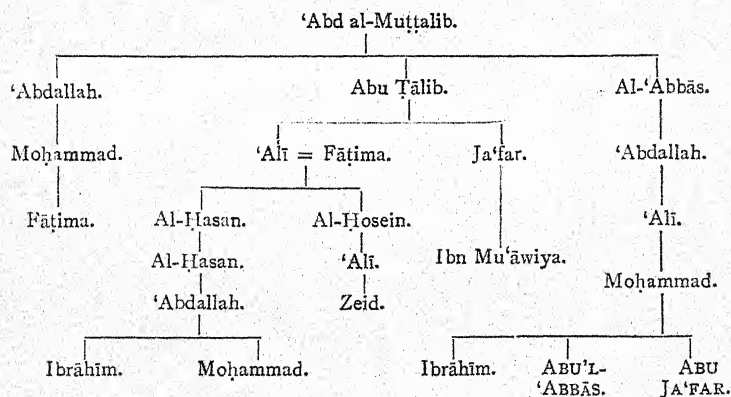 ‘Abd al-Muṭṭalib.
‘Abdallah. Abu Ṭālib. Al-‘Abbās.
Moḥammad. ‘Alī = Fāṭima. Ja‘far. ‘Abdallah.
Fāṭima. Al-Ḥasan. Al-Ḥosein. ‘Alī.
Al-Ḥasan. ‘Alī. Ibn Mu‘āwiya.
Moḥammad.
‘Abdallah. Zeid.
Ibrāhīm. Moḥammad. Ibrāhīm. ABU’L- ABU
‘ABBĀS. JA‘FAR.